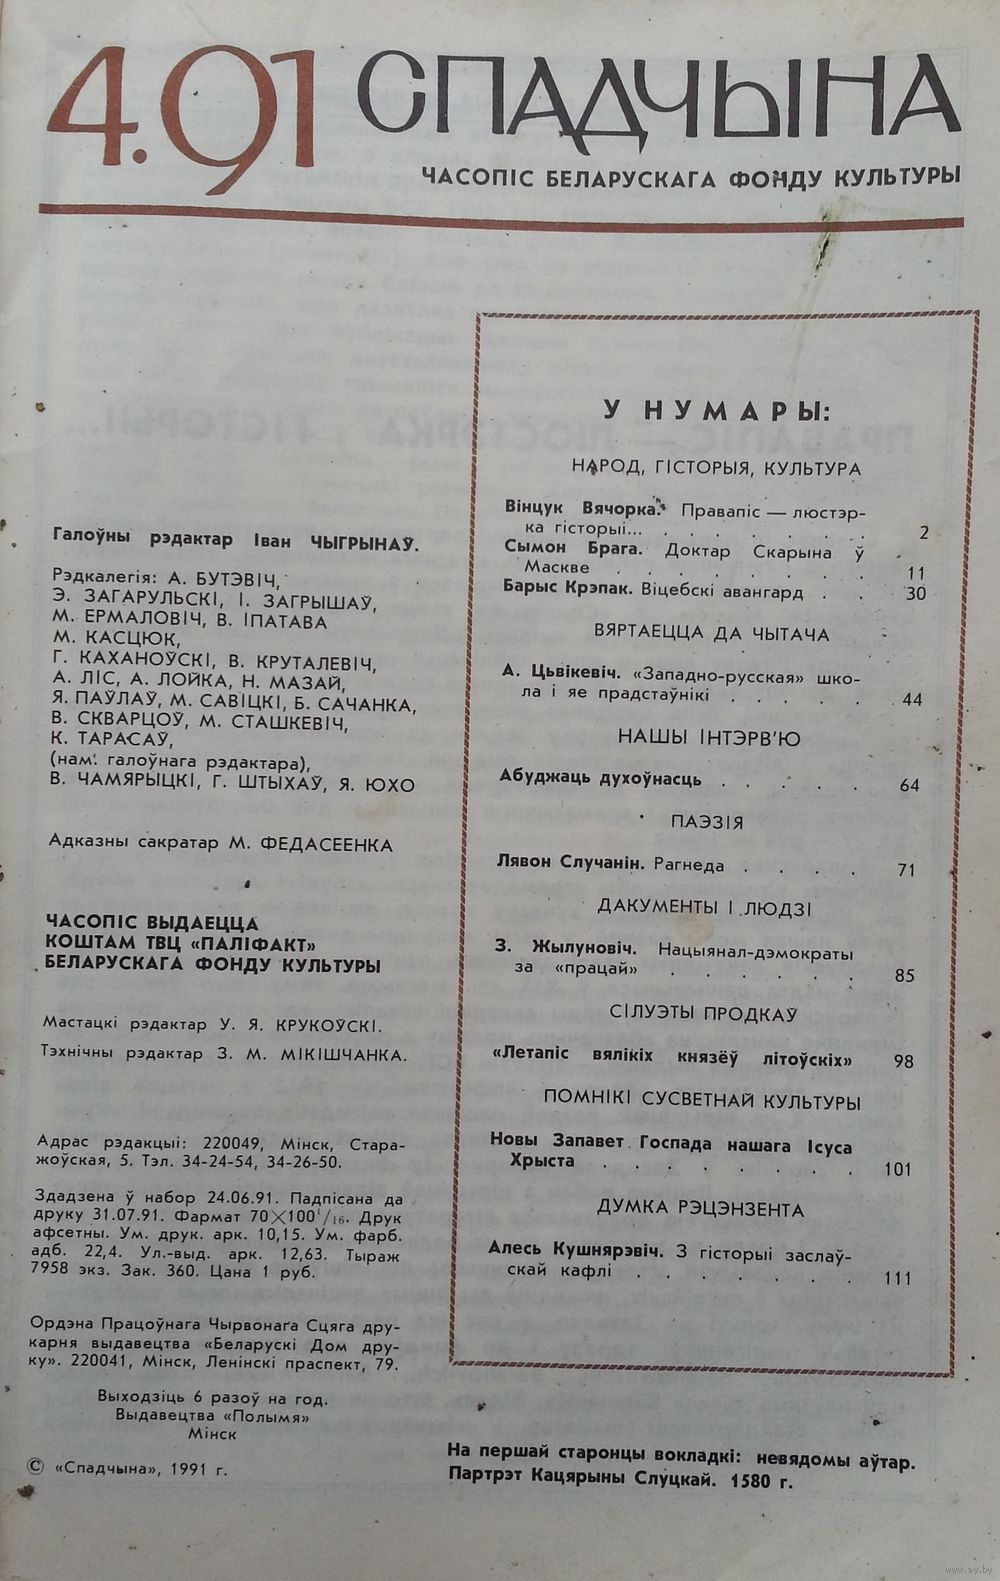 4.91 СПАДЧЫНА
ЧАСОПІС БЕЛАРУСКАГА ФОНДУ КУЛЬТУРЫ
Галоўны рэдактар Іван ЧЫГРЫНАЎ.
Рэдкалегія: А. БУТЭВІЧ,
Э. ЗАГАРУЛЬСКІ, І. ЗАГРЫШАЎ,
М. ЕРМАЛОВІЧ, В. ІПАТАВА
М. КАСЦЮК,
Г. КАХАНОЎСКІ, В. КРУТАЛЕВІЧ,
А. ЛІС, А. ЛОЙКА, Н. МАЗАЙ,
Я. ПАЎЛАЎ, М. САВІЦКІ, Б. САЧАНКА,
В. СКВАРЦОЎ, М. СТАШКЕВІЧ,
К. ТАРАСАЎ,
(нам. галоўнага рэдактара),
В. ЧАМЯРЫЦКІ, Г. ШТЫХАЎ, Я. ЮХО
Адказны сакратар М. ФЕДАСЕЕНКА
ЧАСОПІС ВЫДАЕЦЦА
КОШТАМ ТВЦ «ПАЛІФАКТ»
БЕЛАРУСКАГА ФОНДУ КУЛЬТУРЫ
Мастацкі рэдактар У. Я. КРУКОЎСКІ.
Тэхнічны рэдактар З. М. МІКІШЧАНКА.
Адрас рэдакцыі: 220049, Мінск, Стара-
жоўская, 5. Тэл. 34-24-54, 34-26-50.
Здадзена ў набор 24.06.91. Падпісана да
друку 31.07.91. Фармат 70×100¹/₁₆. Друк
афсетны. Ум. друк. арк. 10,15. Ум. фарб.
адб. 22,4. Ул.-выд. арк. 12,63. Тыраж
7958 экз. Зак. 360. Цана 1 руб.
Ордэна Працоўнага Чырвонага Сцяга дру-
карня выдавецтва «Беларускі Дом дру-
ку». 220041, Мінск, Ленінскі праспект, 79.
Выходзіць 6 разоў на год.
Выдавецтва «Полымя»
Мінск
© «Спадчына», 1991 г.
У НУМАРЫ:
НАРОД, ГІСТОРЫЯ, КУЛЬТУРА
Вінцук Вячорка. Правапіс — люстэр-
ка гісторыі... . . . . . . . 2
Сымон Брага. Доктар Скарына ў
Маскве . . . . . . . . 11
Барыс Крэпак. Віцебскі авангард . . 30
ВЯРТАЕЦЦА ДА ЧЫТАЧА
А. Цьвікевіч. «Западно-русская» шко-
ла і яе прадстаўнікі . . . . . 44
НАШЫ ІНТЭРВ'Ю
Абуджаць духоўнасць . . . . . 64
ПАЭЗІЯ
Лявон Случанін. Рагнеда . . . . 71
ДАКУМЕНТЫ І ЛЮДЗІ
З. Жылуновіч. Нацыянал-дэмократы
за «працай» . . . . . . 85
СІЛУЭТЫ ПРОДКАЎ
«Летапіс вялікіх князёў літоўскіх» 98
ПОМНІКІ СУСВЕТНАЙ КУЛЬТУРЫ
Новы Запавет Госпада нашага Ісуса
Хрыста . . . . . . . . 101
ДУМКА РЭЦЭНЗЕНТА
Алесь Кушнярэвіч. З гісторыі заслаў-
скай кафлі . . . . . . . 111
На першай старонцы вокладкі: невядомы аўтар.
Партрэт Кацярыны Слуцкай. 1580 г.
www.ay.by